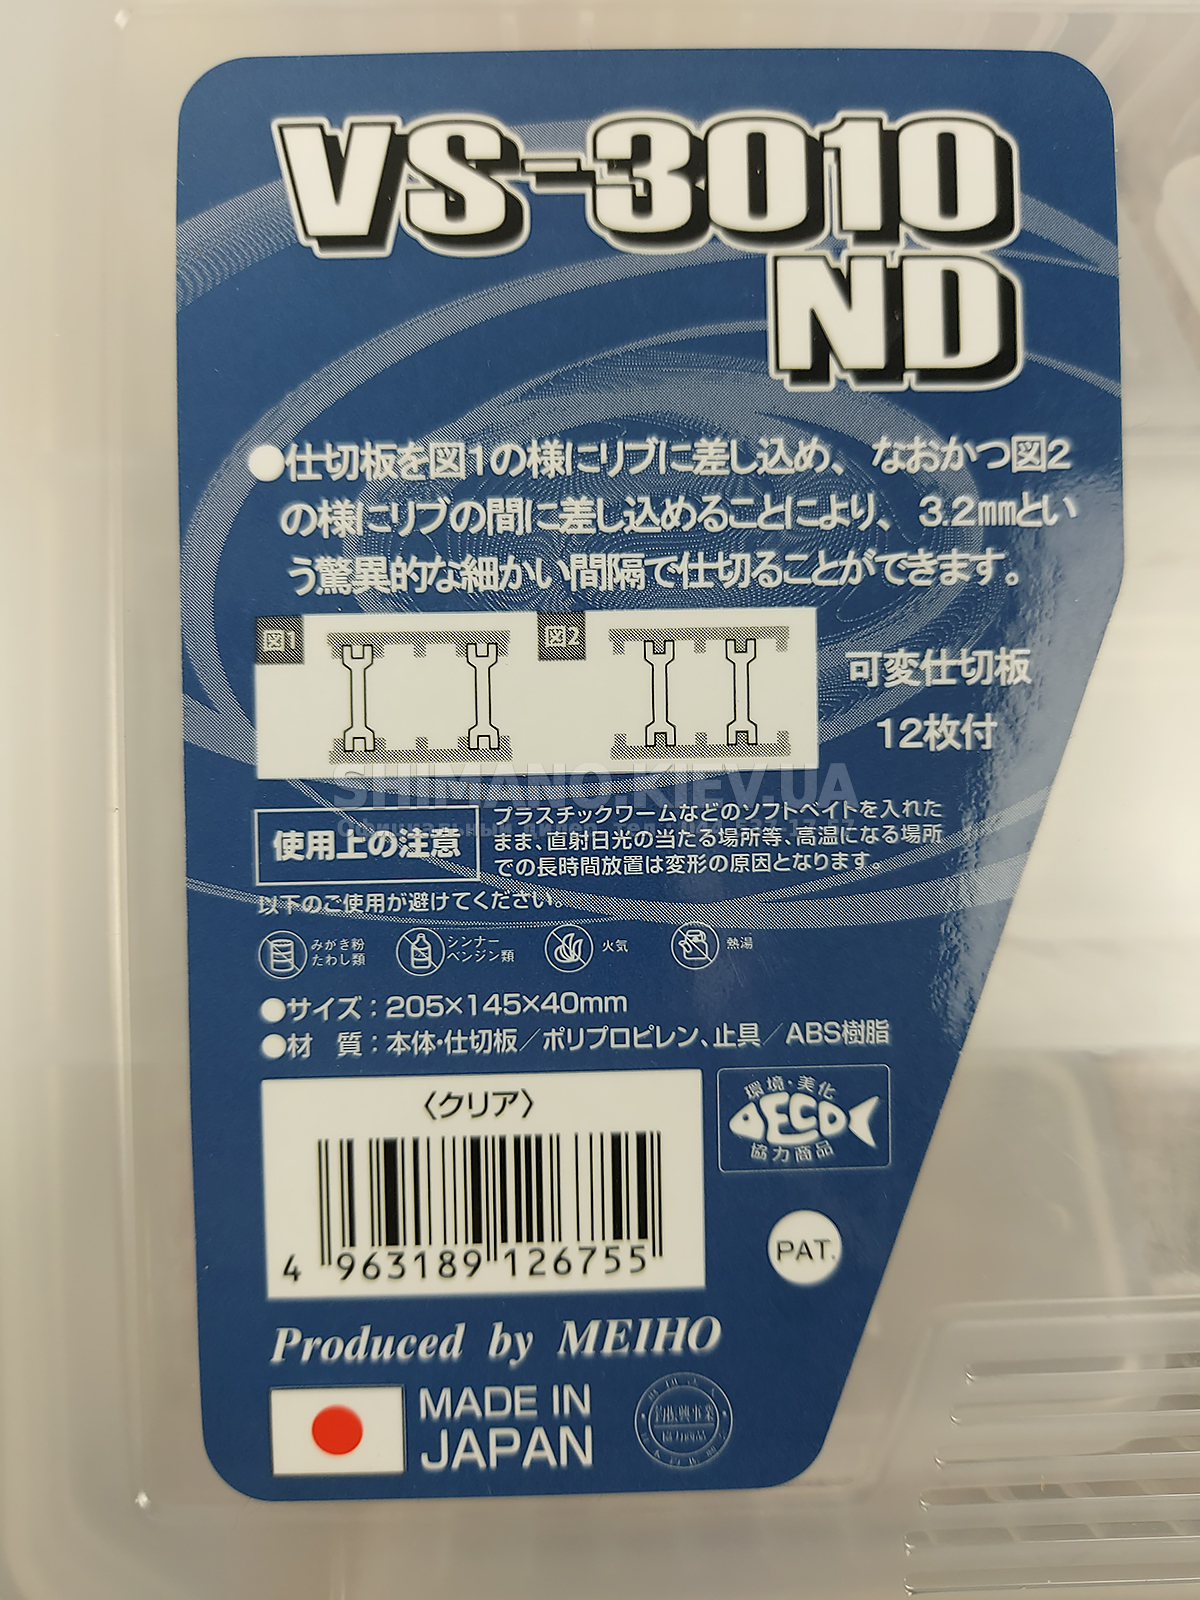 VS-3010
ND
●仕切板を図1の様にリブに差し込め、なおかつ図2
の様にリブの間に差し込めることにより、3.2㎜とい
う驚異的な細かい間隔で仕切ることができます。
図1
図2
可変仕切板
12枚付
SHIMANO.KIEV.UA
使用上の注意
プラスチックワームなどのソフトベイトを入れた
まま、直射日光の当たる場所等、高温になる場所
での長時間放置は変形の原因となります。
以下のご使用が避けてください。
みがき粉
たわし類
シンナー
ベンジン類
火気
熱湯
●サイズ：205×145×40mm
●材　質：本体・仕切板／ポリプロピレン、止具／ABS樹脂
〈クリア〉
4 963189 126755
環境・美化
ECO
協力商品
PAT.
Produced by MEIHO
MADE IN
JAPAN
釣振興事業
協力商品